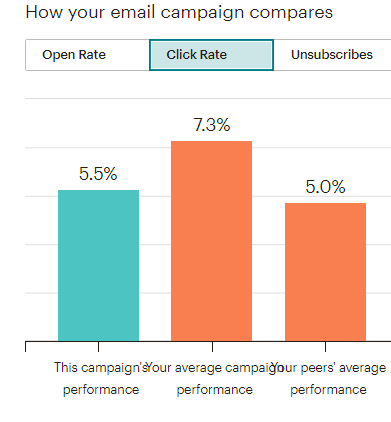 How your email campaign compares
Open Rate Click Rate Unsubscribes
7.3%
5.5%
5.0%
This campaign's Your average campaign Your peers' average
performance performance performance